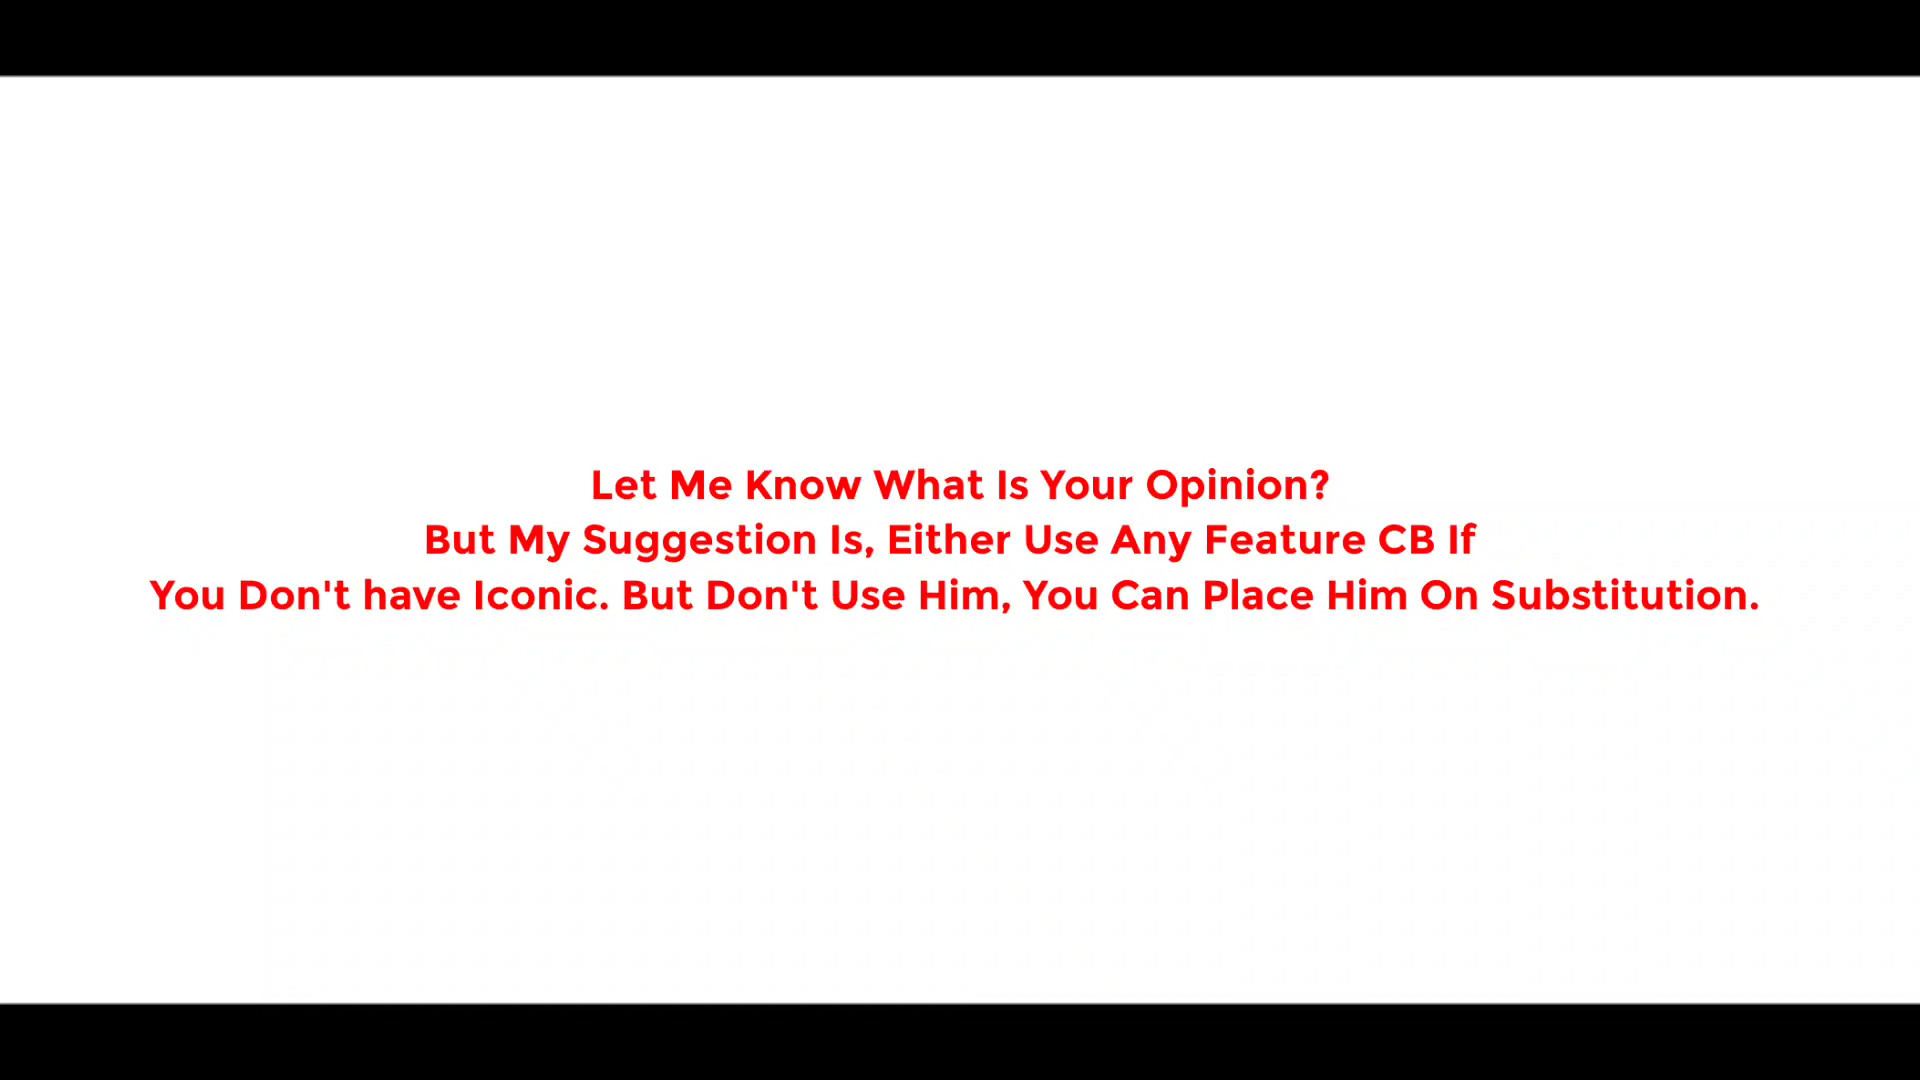 Let Me Know What Is Your Opinion?
But My Suggestion Is, Either Use Any Feature CB If
You Don't have Iconic. But Don't Use Him, You Can Place Him On Substitution.